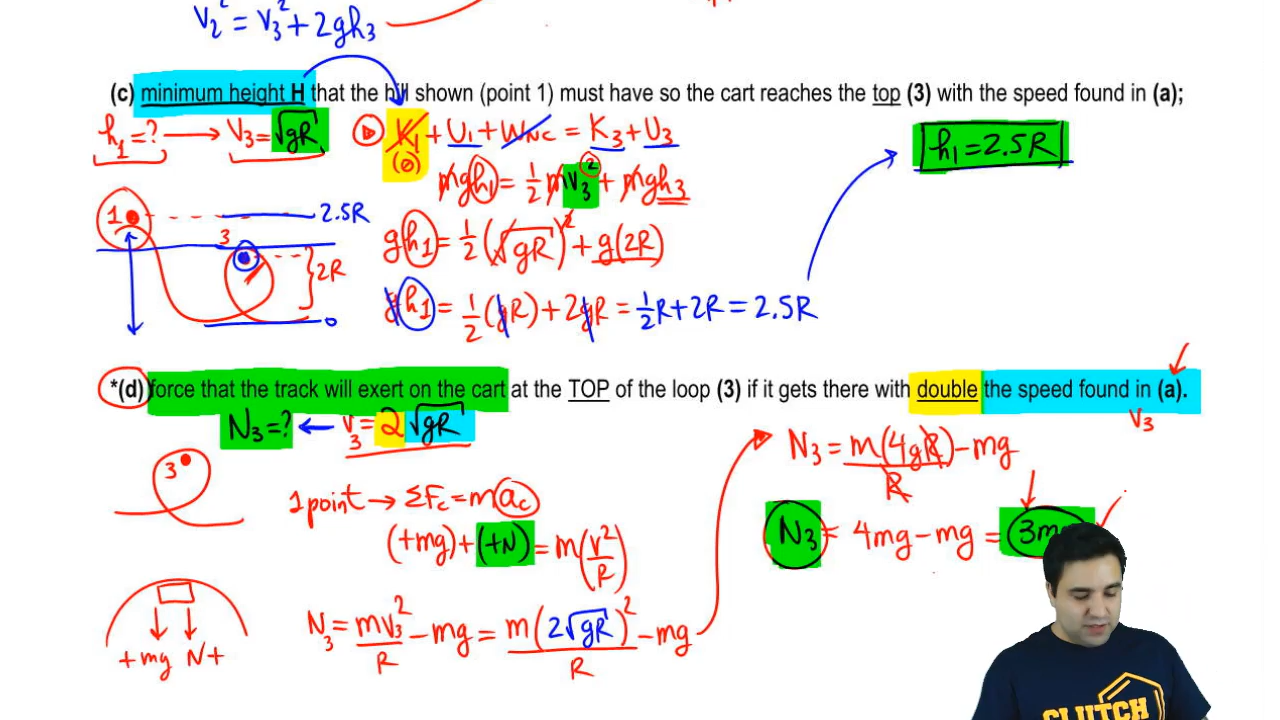 V₂² = V₃² + 2gh₃
(c) minimum height H that the hill shown (point 1) must have so the cart reaches the top (3) with the speed found in (a);
h₁=? → V₃=√gR
K₁ + U₁ + WNC = K₃ + U₃
(0)
h₁ = 2.5R
mgh₁ = ½mv₃² + mgh₃
1
2.5R
3
2R
0
gh₁ = ½(√gR)² + g(2R)
gh₁ = ½(gR) + 2gR = ½R + 2R = 2.5R
*(d) force that the track will exert on the cart at the TOP of the loop (3) if it gets there with double the speed found in (a).
N₃=? ← V₃=2√gR
V₃
N₃ = m(4gR)/R − mg
3
1 point → ΣFc = mac
(+mg) + (+N) = m(v²/R)
N₃ = 4mg − mg =
+mg N+
N₃ = mv₃²/R − mg = m(2√gR)²/R − mg
CLUTCH